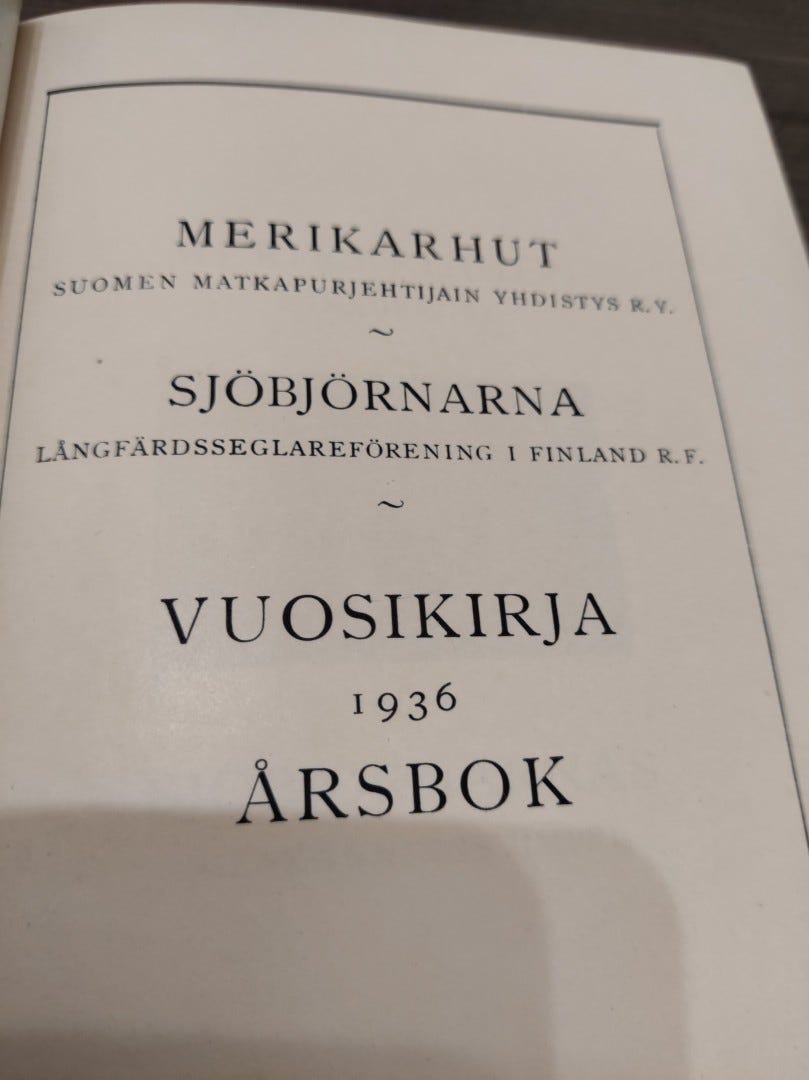 MERIKARHUT
SUOMEN MATKAPURJEHTIJAIN YHDISTYS R.Y.
~
SJÖBJÖRNARNA
LÅNGFÄRDSSEGLAREFÖRENING I FINLAND R.F.
~
VUOSIKIRJA
1936
ÅRSBOK